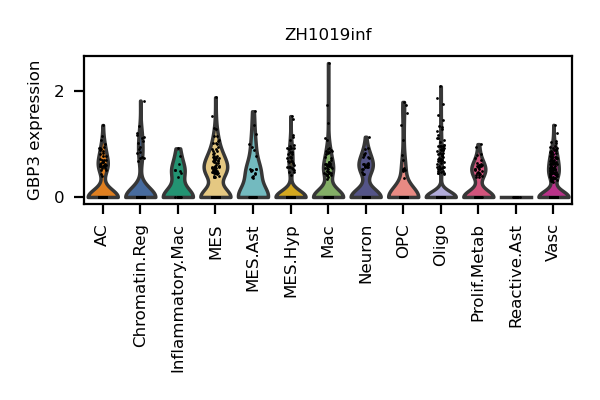 ZH1019inf
GBP3 expression
2
0
AC
Chromatin.Reg
Inflammatory.Mac
MES
MES.Ast
MES.Hyp
Mac
Neuron
OPC
Oligo
Prolif.Metab
Reactive.Ast
Vasc